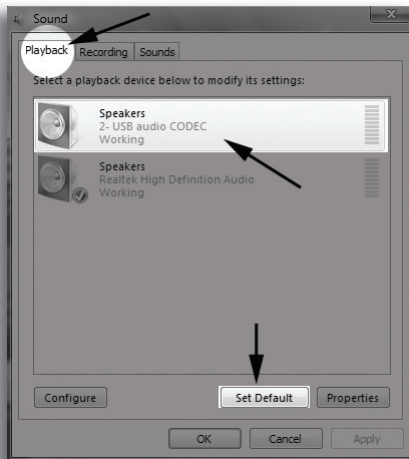 Sound
Playback Recording Sounds
Select a playback device below to modify its settings:
Speakers
2- USB audio CODEC
Working
Speakers
Realtek High Definition Audio
Working
Configure Set Default Properties
OK Cancel Apply